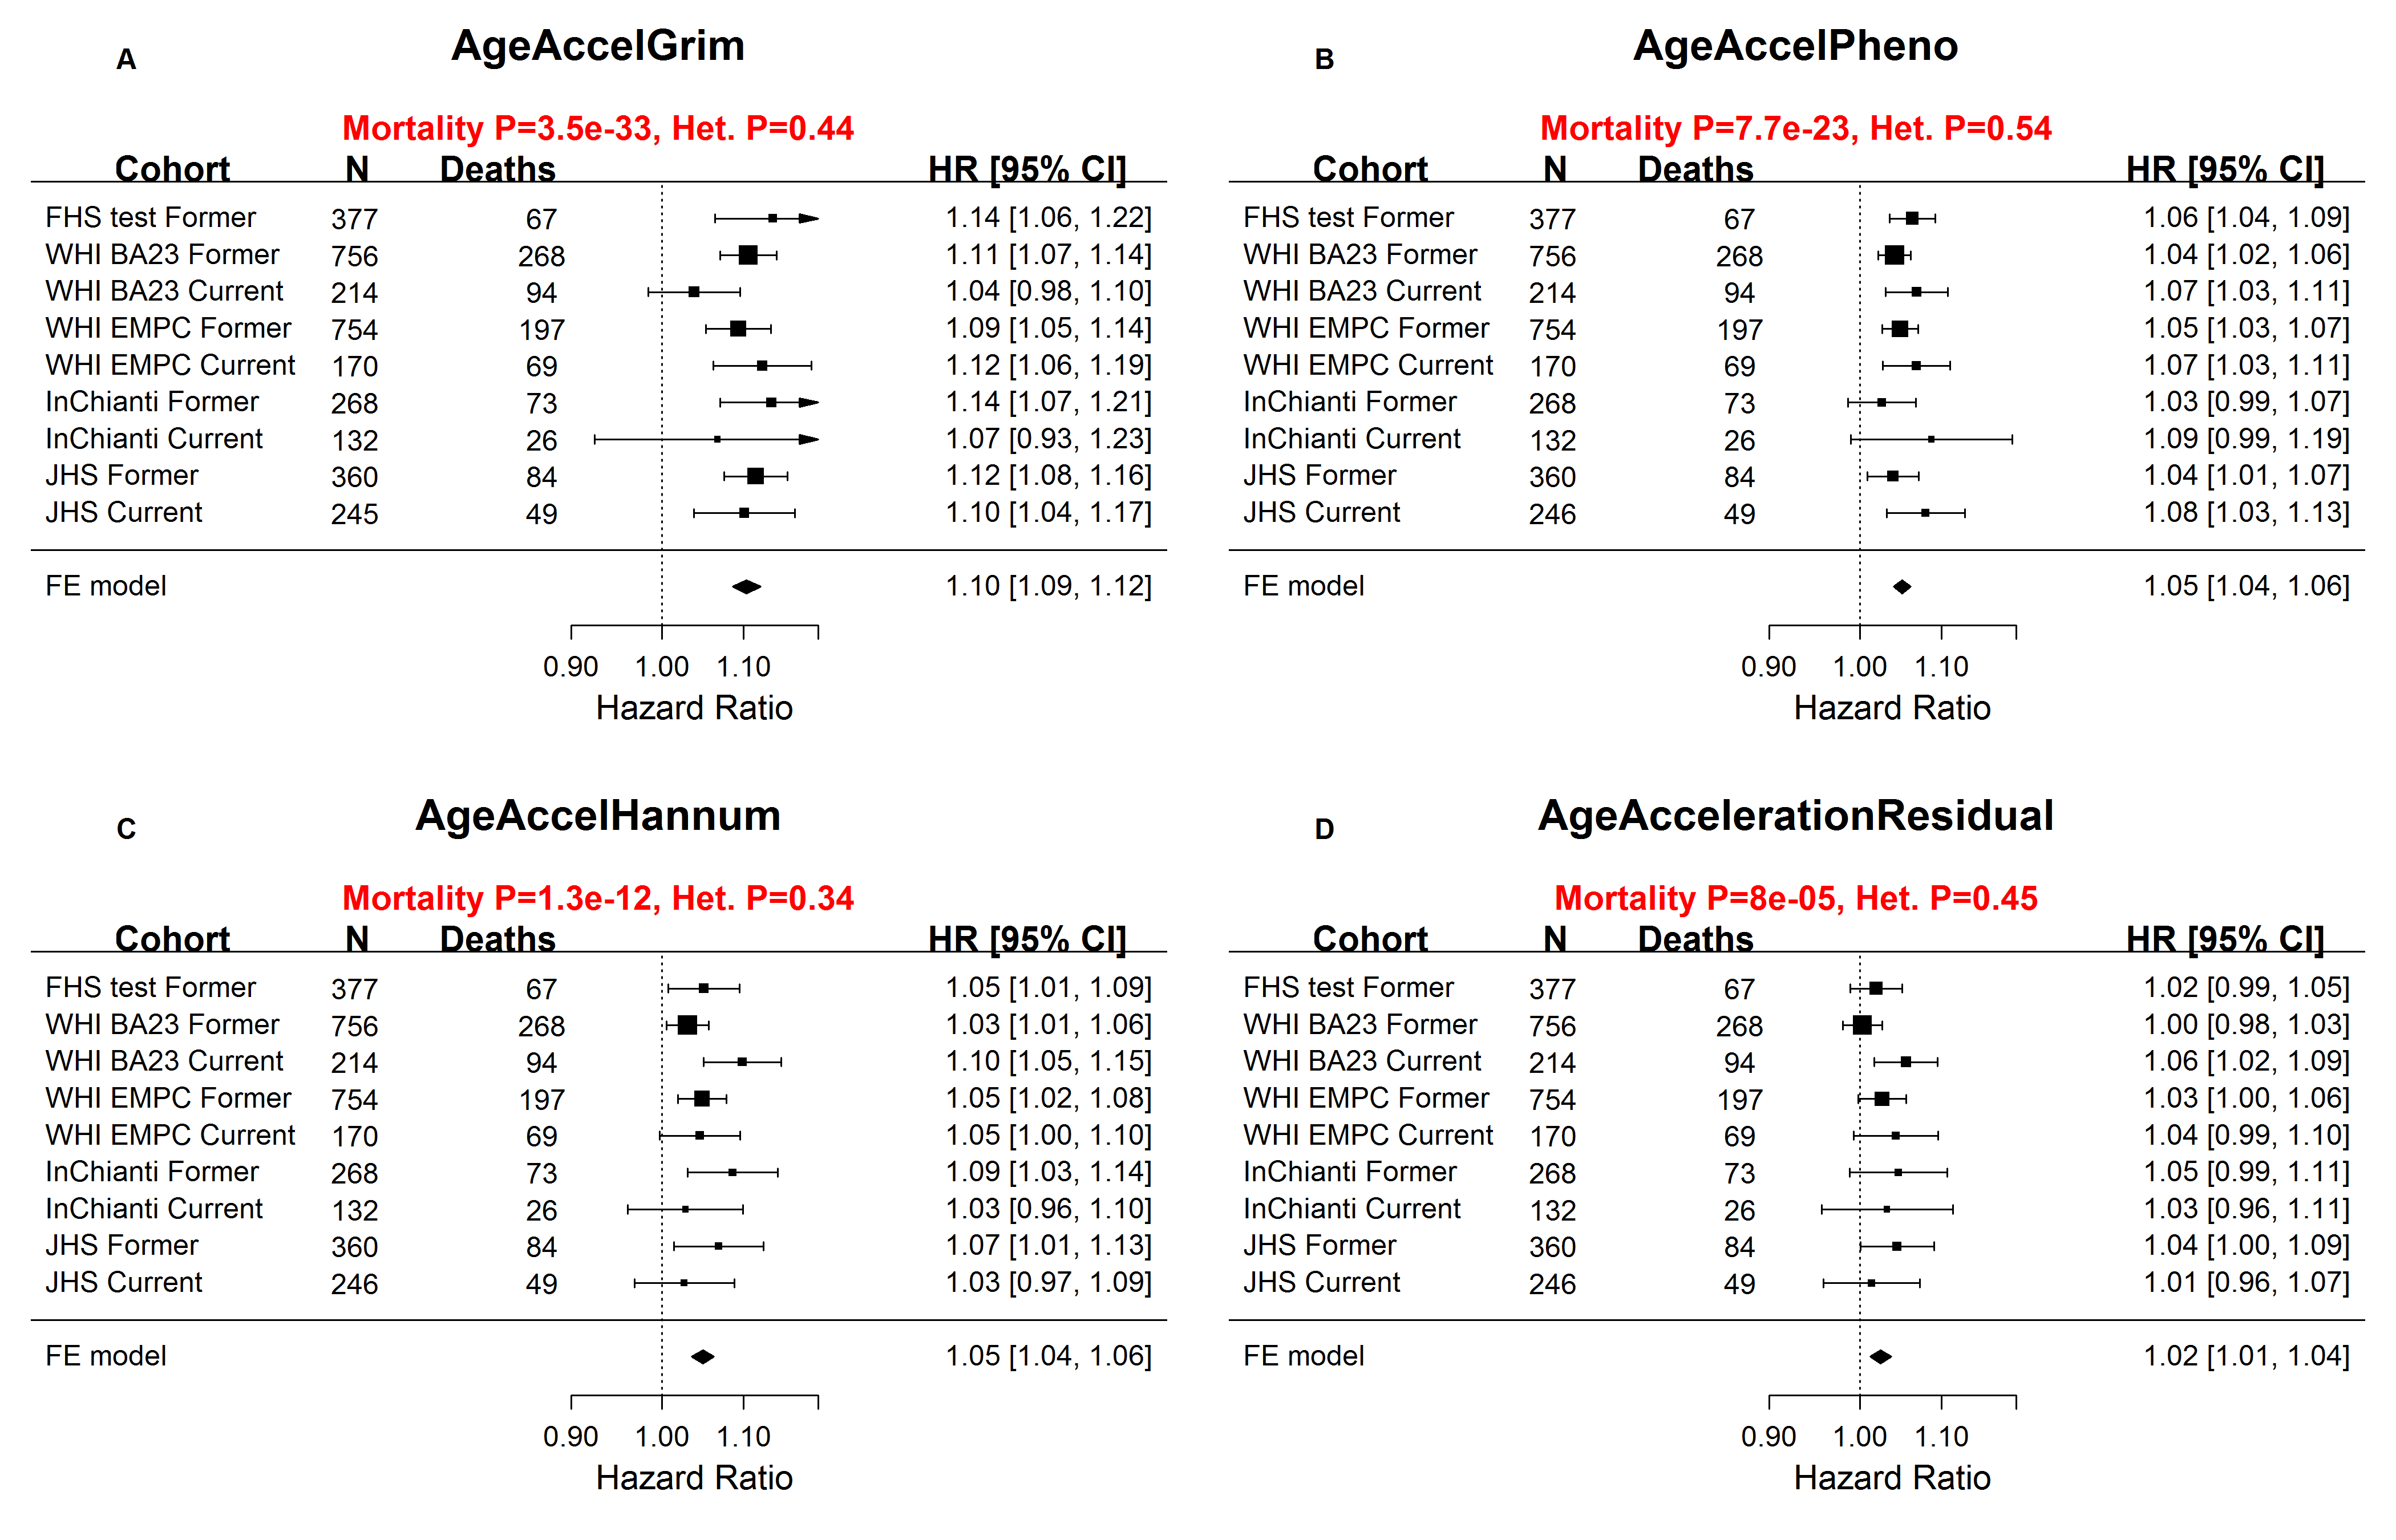 A
AgeAccelGrim
Mortality P=3.5e-33, Het. P=0.44
Cohort N Deaths HR [95% CI]
FHS test Former 377 67 1.14 [1.06, 1.22]
WHI BA23 Former 756 268 1.11 [1.07, 1.14]
WHI BA23 Current 214 94 1.04 [0.98, 1.10]
WHI EMPC Former 754 197 1.09 [1.05, 1.14]
WHI EMPC Current 170 69 1.12 [1.06, 1.19]
InChianti Former 268 73 1.14 [1.07, 1.21]
InChianti Current 132 26 1.07 [0.93, 1.23]
JHS Former 360 84 1.12 [1.08, 1.16]
JHS Current 245 49 1.10 [1.04, 1.17]
FE model 1.10 [1.09, 1.12]
0.90 1.00 1.10
Hazard Ratio
B
AgeAccelPheno
Mortality P=7.7e-23, Het. P=0.54
Cohort N Deaths HR [95% CI]
FHS test Former 377 67 1.06 [1.04, 1.09]
WHI BA23 Former 756 268 1.04 [1.02, 1.06]
WHI BA23 Current 214 94 1.07 [1.03, 1.11]
WHI EMPC Former 754 197 1.05 [1.03, 1.07]
WHI EMPC Current 170 69 1.07 [1.03, 1.11]
InChianti Former 268 73 1.03 [0.99, 1.07]
InChianti Current 132 26 1.09 [0.99, 1.19]
JHS Former 360 84 1.04 [1.01, 1.07]
JHS Current 246 49 1.08 [1.03, 1.13]
FE model 1.05 [1.04, 1.06]
0.90 1.00 1.10
Hazard Ratio
C
AgeAccelHannum
Mortality P=1.3e-12, Het. P=0.34
Cohort N Deaths HR [95% CI]
FHS test Former 377 67 1.05 [1.01, 1.09]
WHI BA23 Former 756 268 1.03 [1.01, 1.06]
WHI BA23 Current 214 94 1.10 [1.05, 1.15]
WHI EMPC Former 754 197 1.05 [1.02, 1.08]
WHI EMPC Current 170 69 1.05 [1.00, 1.10]
InChianti Former 268 73 1.09 [1.03, 1.14]
InChianti Current 132 26 1.03 [0.96, 1.10]
JHS Former 360 84 1.07 [1.01, 1.13]
JHS Current 246 49 1.03 [0.97, 1.09]
FE model 1.05 [1.04, 1.06]
0.90 1.00 1.10
Hazard Ratio
D
AgeAccelerationResidual
Mortality P=8e-05, Het. P=0.45
Cohort N Deaths HR [95% CI]
FHS test Former 377 67 1.02 [0.99, 1.05]
WHI BA23 Former 756 268 1.00 [0.98, 1.03]
WHI BA23 Current 214 94 1.06 [1.02, 1.09]
WHI EMPC Former 754 197 1.03 [1.00, 1.06]
WHI EMPC Current 170 69 1.04 [0.99, 1.10]
InChianti Former 268 73 1.05 [0.99, 1.11]
InChianti Current 132 26 1.03 [0.96, 1.11]
JHS Former 360 84 1.04 [1.00, 1.09]
JHS Current 246 49 1.01 [0.96, 1.07]
FE model 1.02 [1.01, 1.04]
0.90 1.00 1.10
Hazard Ratio